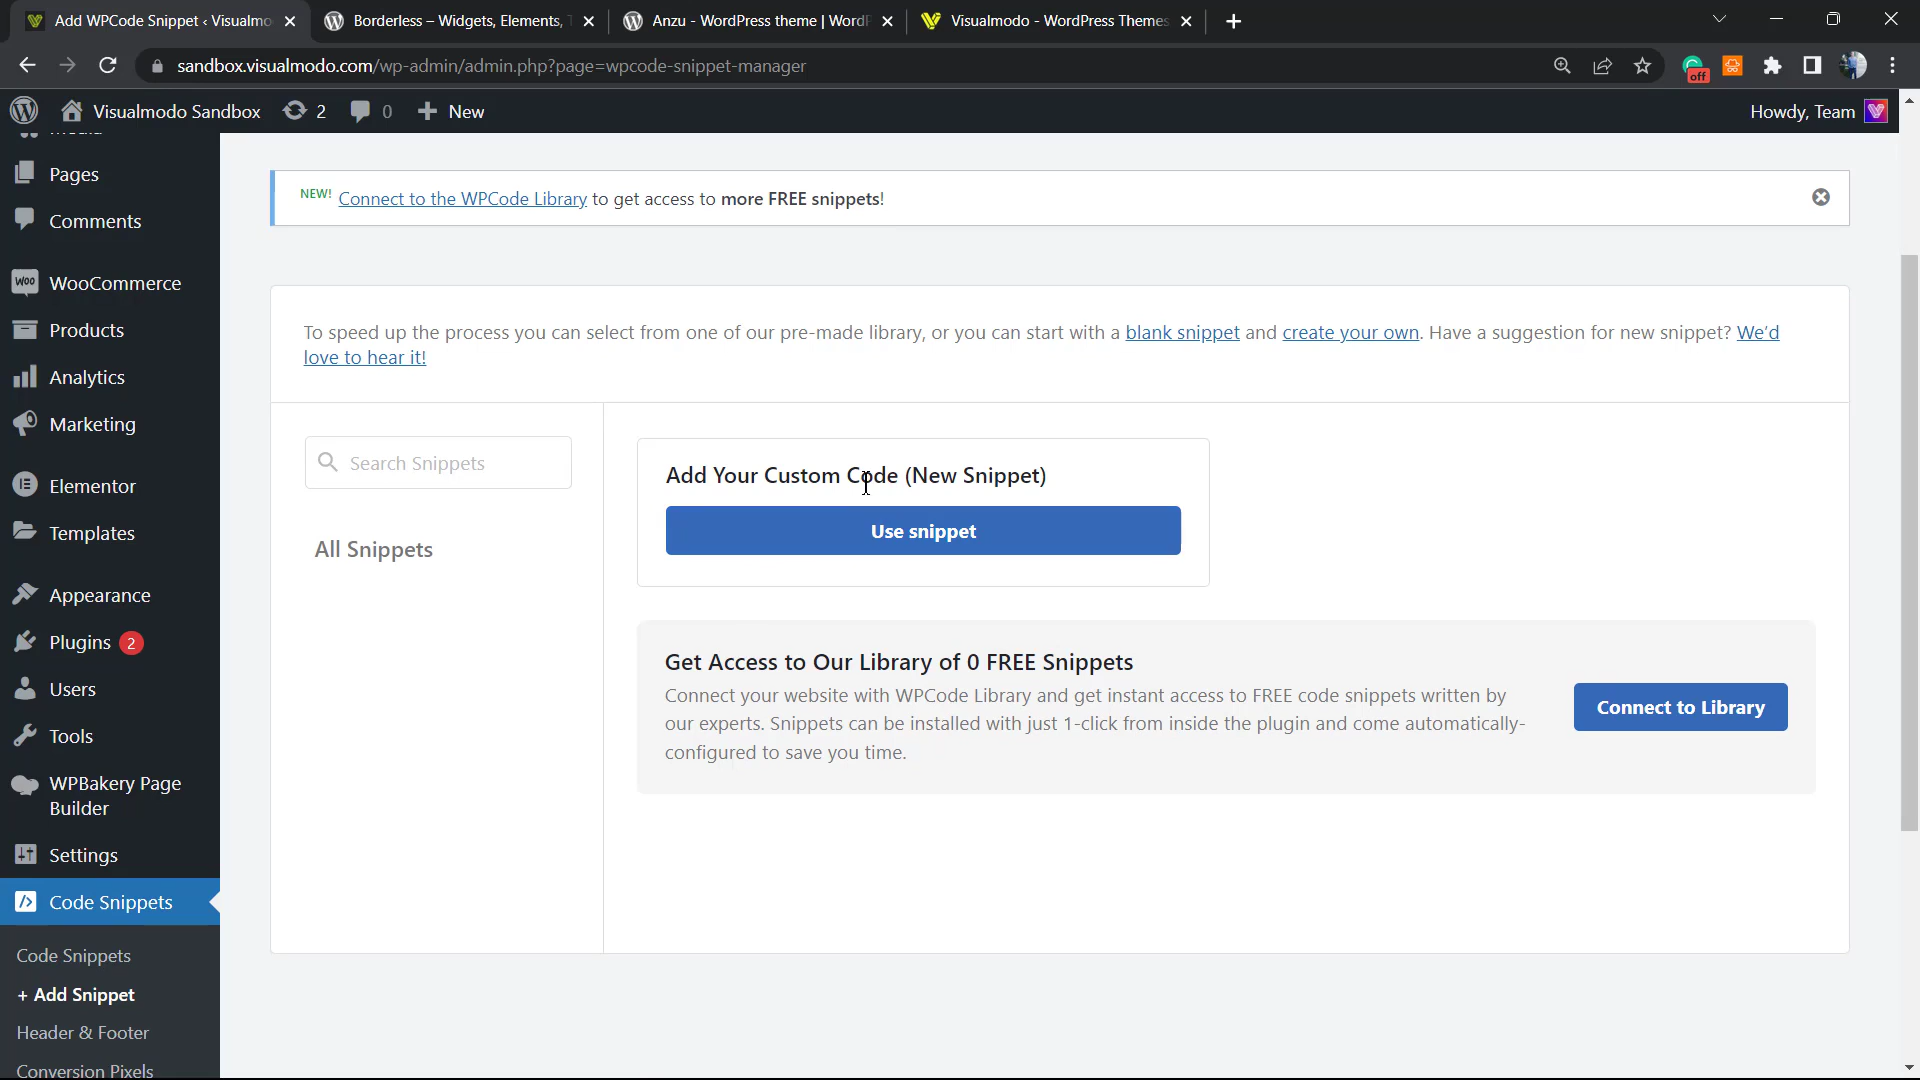 Add WPCode Snippet ‹ Visualmo
Borderless – Widgets, Elements,
Anzu - WordPress theme | Word
Visualmodo - WordPress Themes
sandbox.visualmodo.com/wp-admin/admin.php?page=wpcode-snippet-manager
off
Visualmodo Sandbox
2
0
New
Howdy, Team
Pages
Comments
WooCommerce
Products
Analytics
Marketing
Elementor
Templates
Appearance
Plugins 2
Users
Tools
WPBakery Page
Builder
Settings
Code Snippets
Code Snippets
+ Add Snippet
Header & Footer
Conversion Pixels
NEW! Connect to the WPCode Library to get access to more FREE snippets!
To speed up the process you can select from one of our pre-made library, or you can start with a blank snippet and create your own. Have a suggestion for new snippet? We'd
love to hear it!
Search Snippets
All Snippets
Add Your Custom Code (New Snippet)
Use snippet
Get Access to Our Library of 0 FREE Snippets
Connect your website with WPCode Library and get instant access to FREE code snippets written by
our experts. Snippets can be installed with just 1-click from inside the plugin and come automatically-
configured to save you time.
Connect to Library